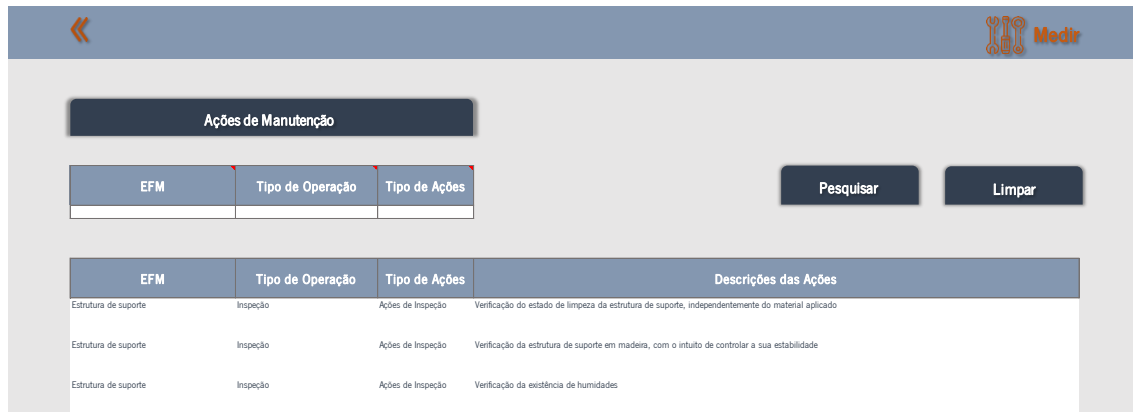 Medir
Ações de Manutenção
EFM Tipo de Operação Tipo de Ações
Pesquisar Limpar
EFM Tipo de Operação Tipo de Ações Descrições das Ações
Estrutura de suporte Inspeção Ações de Inspeção Verificação do estado de limpeza da estrutura de suporte, independentemente do material aplicado
Estrutura de suporte Inspeção Ações de Inspeção Verificação da estrutura de suporte em madeira, com o intuito de controlar a sua estabilidade
Estrutura de suporte Inspeção Ações de Inspeção Verificação da existência de humidades